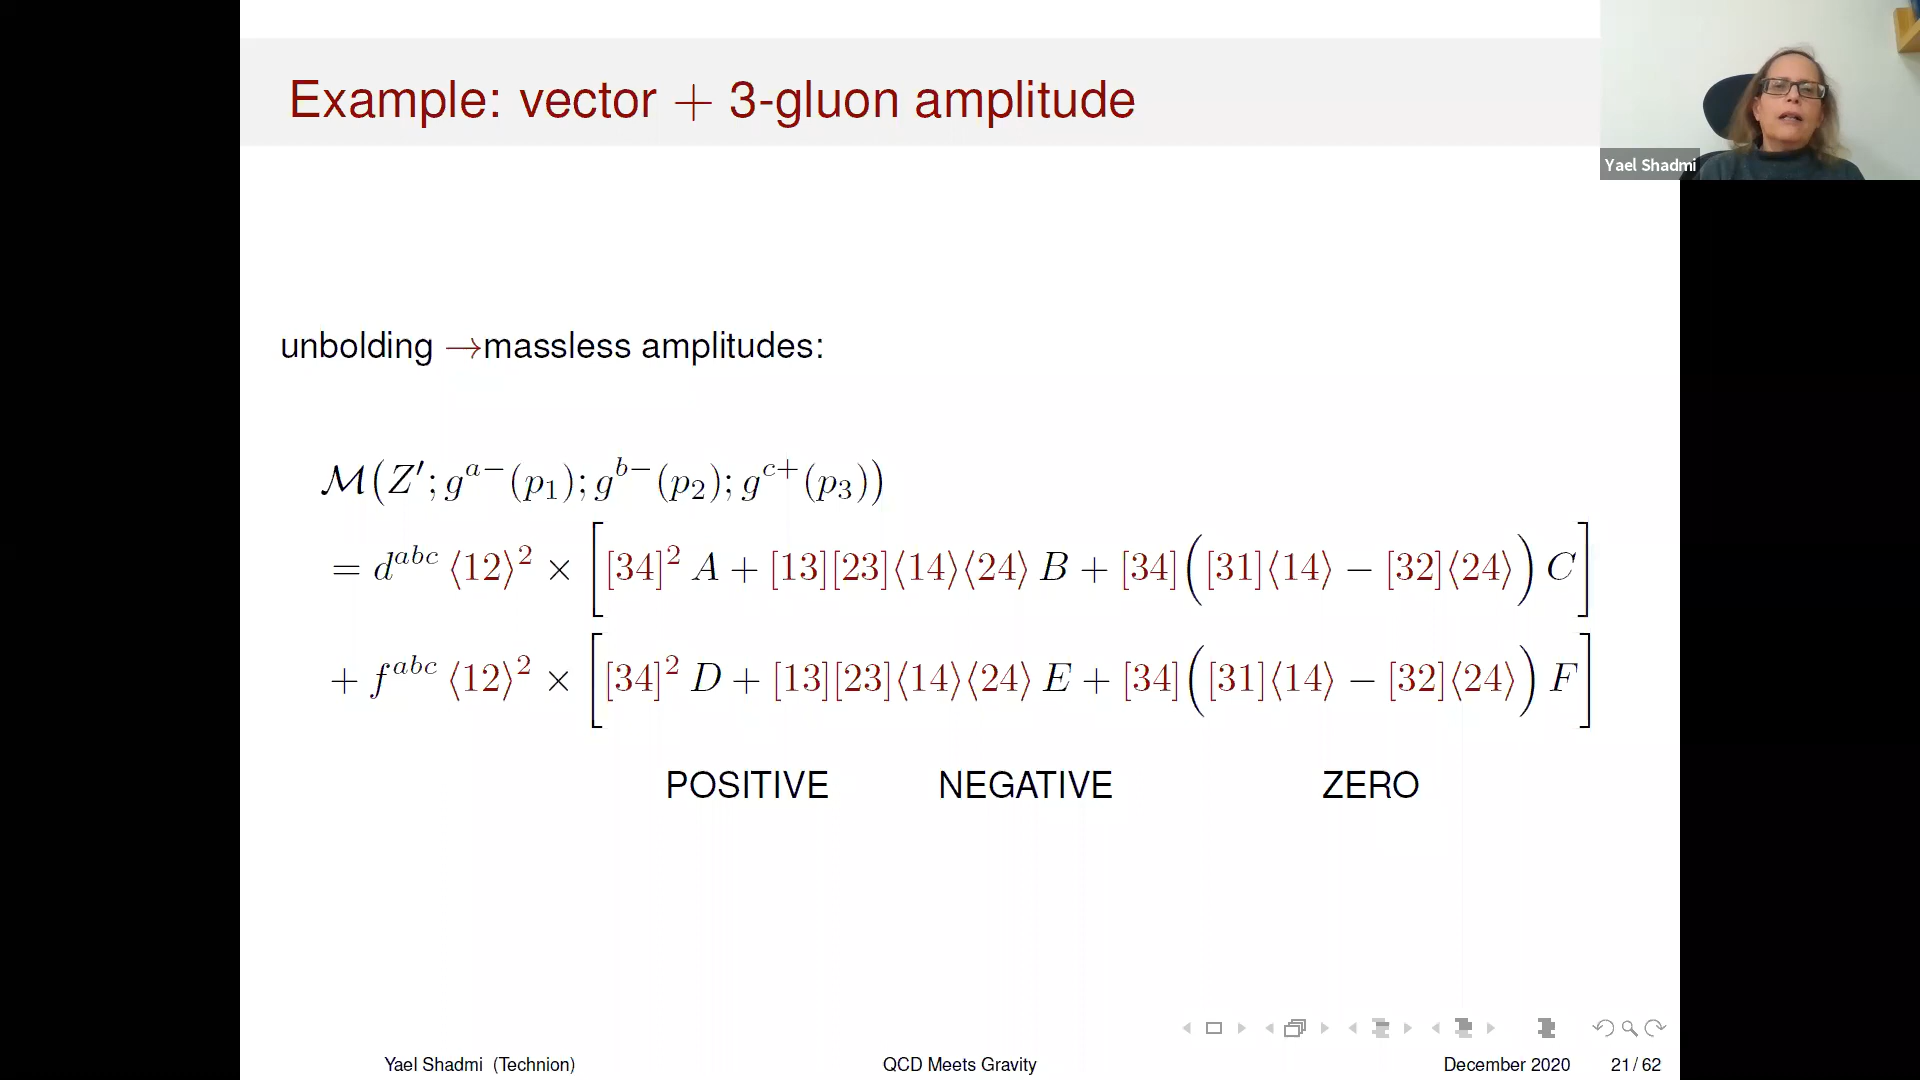 Example: vector + 3-gluon amplitude
Yael Shadmi
unbolding →massless amplitudes:
ℳ(Z′; g^{a−}(p₁); g^{b−}(p₂); g^{c+}(p₃))
= d^{abc} ⟨12⟩² × [[34]² A + [13][23]⟨14⟩⟨24⟩ B + [34]([31]⟨14⟩ − [32]⟨24⟩) C]
+ f^{abc} ⟨12⟩² × [[34]² D + [13][23]⟨14⟩⟨24⟩ E + [34]([31]⟨14⟩ − [32]⟨24⟩) F]
POSITIVE NEGATIVE ZERO
Yael Shadmi (Technion) QCD Meets Gravity December 2020 21 / 62